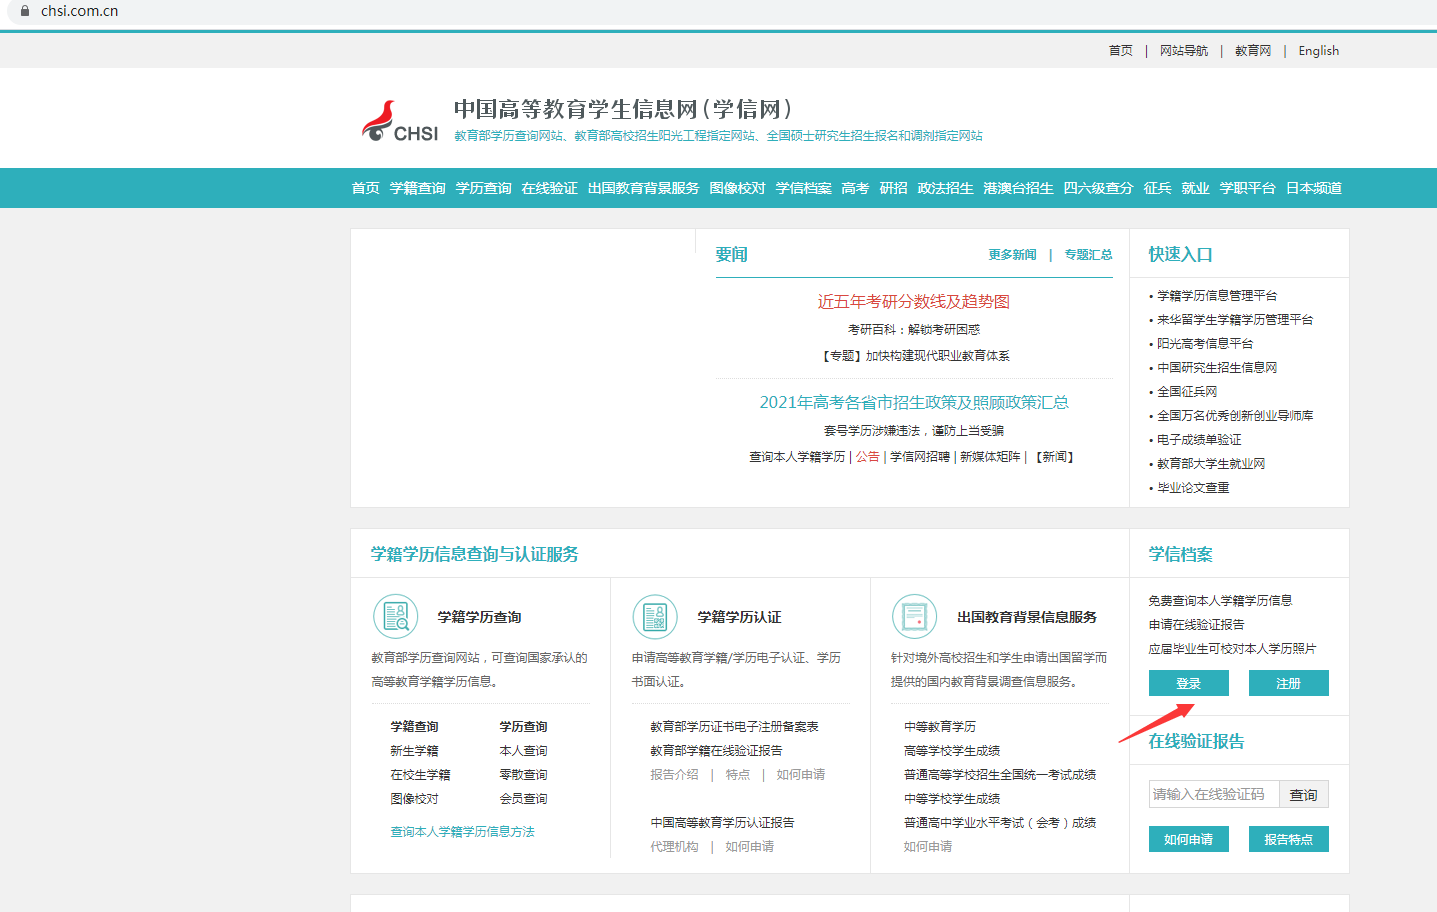 chsi.com.cn
首页 | 网站导航 | 教育网 | English
CHSI
中国高等教育学生信息网(学信网)
教育部学历查询网站、教育部高校招生阳光工程指定网站、全国硕士研究生招生报名和调剂指定网站
首页 学籍查询 学历查询 在线验证 出国教育背景服务 图像校对 学信档案 高考 研招 政法招生 港澳台招生 四六级查分 征兵 就业 学职平台 日本频道
要闻
更多新闻 | 专题汇总
近五年考研分数线及趋势图
考研百科：解锁考研困惑
【专题】加快构建现代职业教育体系
2021年高考各省市招生政策及照顾政策汇总
套号学历涉嫌违法，谨防上当受骗
查询本人学籍学历 | 公告 | 学信网招聘 | 新媒体矩阵 | 【新闻】
快速入口
• 学籍学历信息管理平台
• 来华留学生学籍学历管理平台
• 阳光高考信息平台
• 中国研究生招生信息网
• 全国征兵网
• 全国万名优秀创新创业导师库
• 电子成绩单验证
• 教育部大学生就业网
• 毕业论文查重
学籍学历信息查询与认证服务
学籍学历查询
教育部学历查询网站，可查询国家承认的
高等教育学籍学历信息。
学籍查询 学历查询
新生学籍 本人查询
在校生学籍 零散查询
图像校对 会员查询
查询本人学籍学历信息方法
学籍学历认证
申请高等教育学籍/学历电子认证、学历
书面认证。
教育部学历证书电子注册备案表
教育部学籍在线验证报告
报告介绍 | 特点 | 如何申请
中国高等教育学历认证报告
代理机构 | 如何申请
出国教育背景信息服务
针对境外高校招生和学生申请出国留学而
提供的国内教育背景调查信息服务。
中等教育学历
高等学校学生成绩
普通高等学校招生全国统一考试成绩
中等学校学生成绩
普通高中学业水平考试（会考）成绩
如何申请
学信档案
免费查询本人学籍学历信息
申请在线验证报告
应届毕业生可校对本人学历照片
登录 注册
在线验证报告
请输入在线验证码 查询
如何申请 报告特点